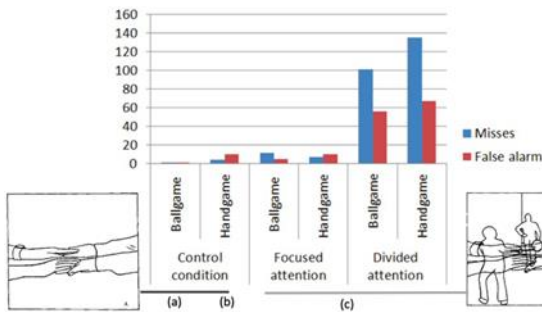 160
140
120
100
80
60
40
20
0
Misses
False alarm
Ballgame
Handgame
Ballgame
Handgame
Ballgame
Handgame
Control condition
Focused attention
Divided attention
(a)
(b)
(c)